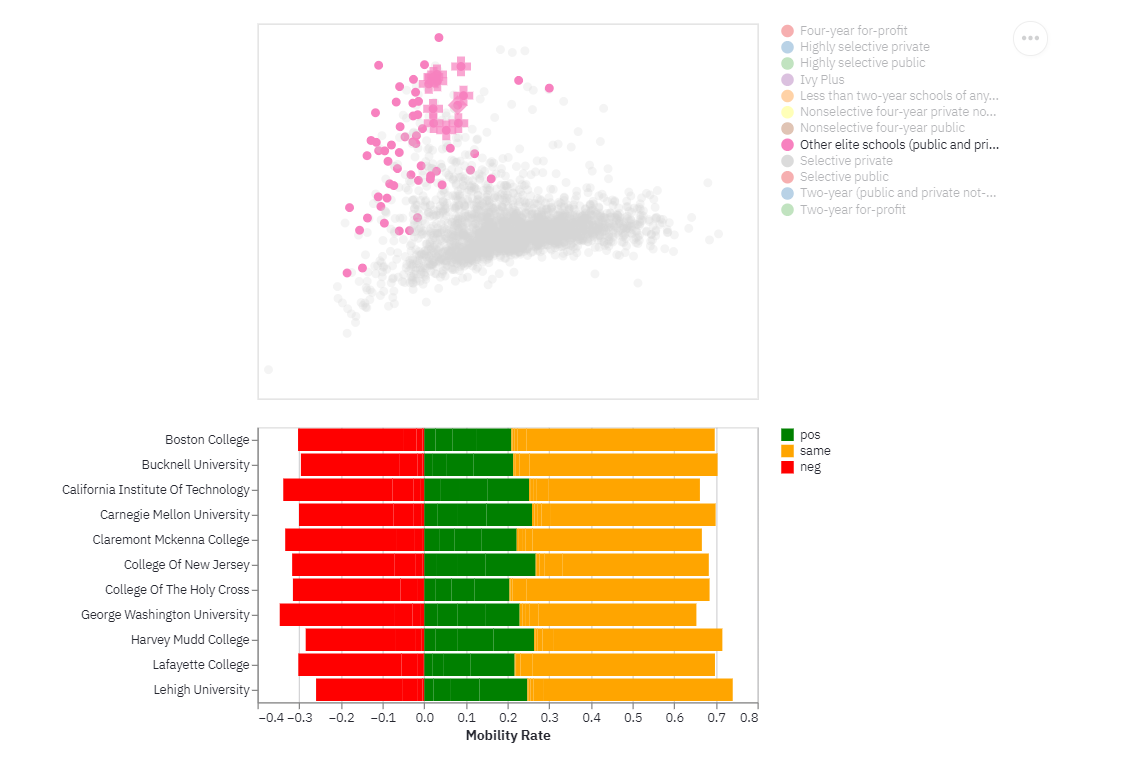 Four-year for-profit
Highly selective private
Highly selective public
Ivy Plus
Less than two-year schools of any...
Nonselective four-year private no...
Nonselective four-year public
Other elite schools (public and pri...
Selective private
Selective public
Two-year (public and private not-...
Two-year for-profit
pos
same
neg
Boston College
Bucknell University
California Institute Of Technology
Carnegie Mellon University
Claremont Mckenna College
College Of New Jersey
College Of The Holy Cross
George Washington University
Harvey Mudd College
Lafayette College
Lehigh University
−0.4 −0.3 −0.2 −0.1 0.0 0.1 0.2 0.3 0.4 0.5 0.6 0.7 0.8
Mobility Rate